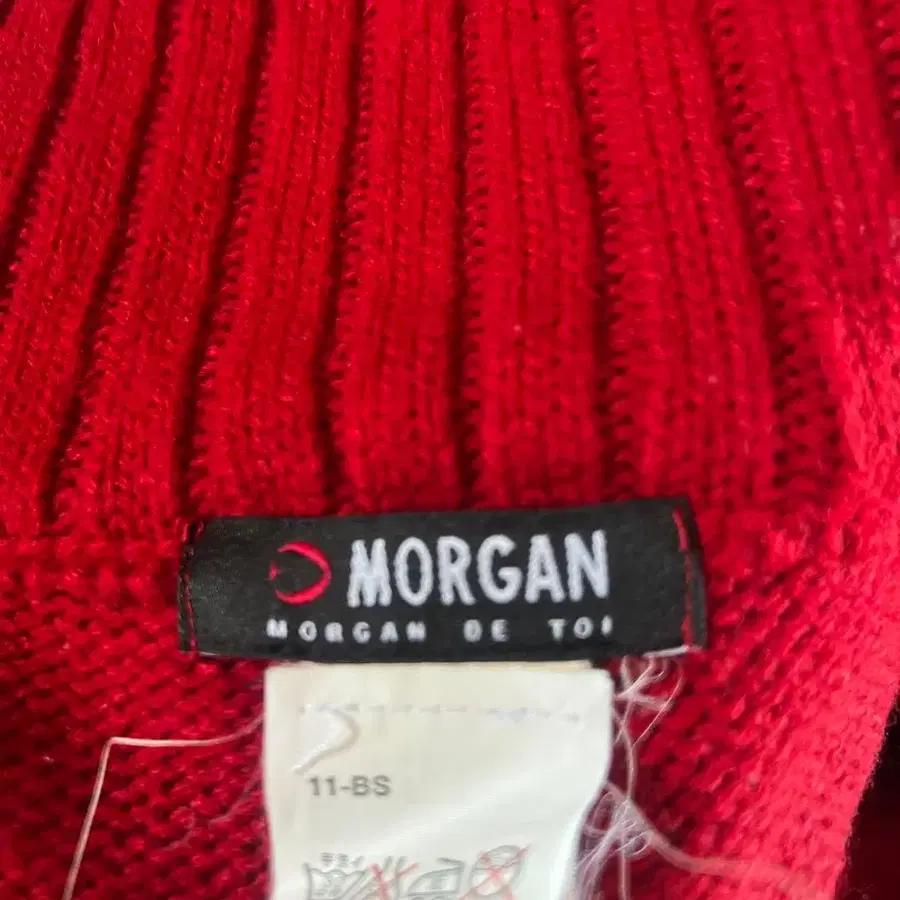 MORGAN
MORGAN DE TOI
11-BS